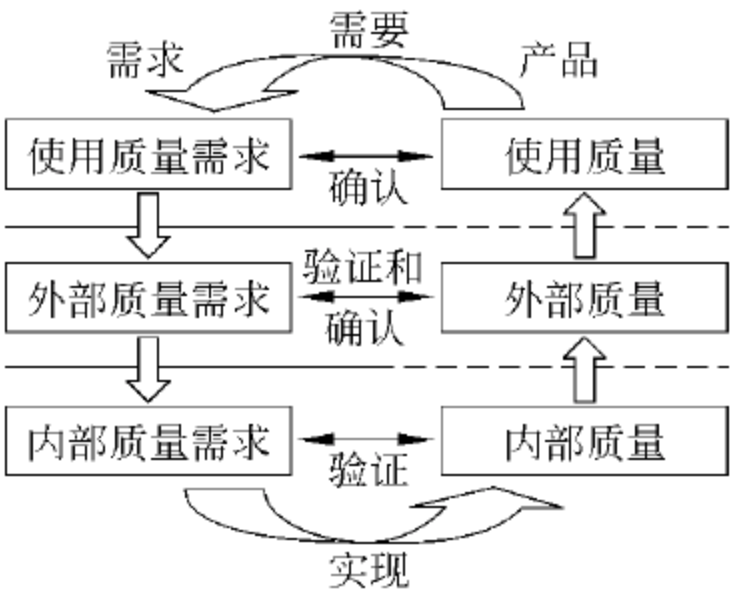 需要
需求
产品
使用质量需求
确认
使用质量
外部质量需求
验证和
确认
外部质量
内部质量需求
验证
内部质量
实现